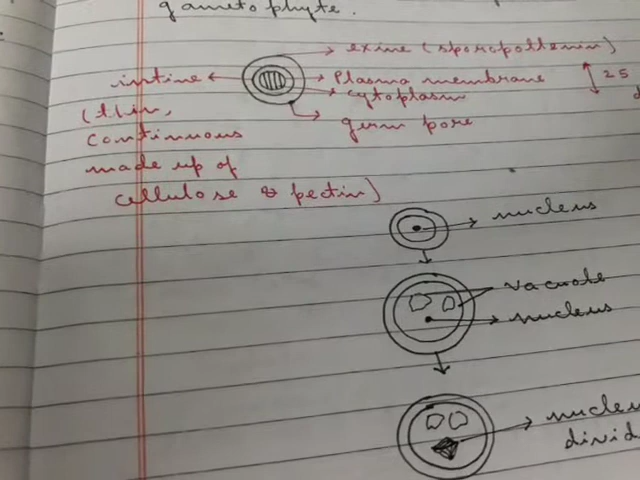 gametophyte.
exine (sporopollenin)
intine
Plasma membrane
25
cytoplasm
(thin,
germ pore
continuous
made up of
cellulose & pectin)
nucleus
vacuole
nucleus
nucleu
divid